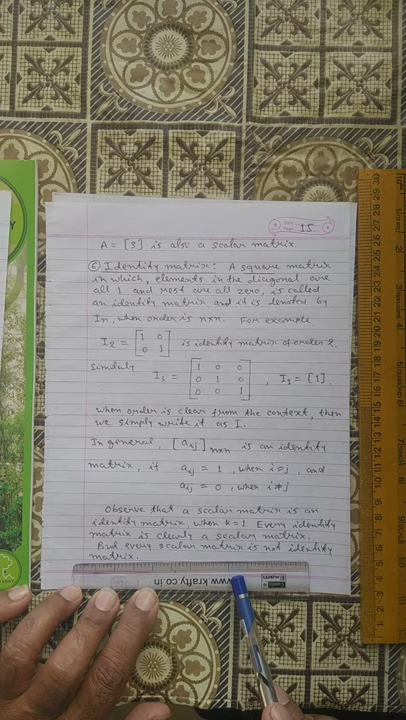 15
A = [3] is also a scalar matrix
⑥ Identity matrix: A square matrix
in which, elements in the diagonal are
all 1 and rest are all zero, is called
an identity matrix and it is denoted by
In, when order is nxn. For example,
I2 = [1 0
0 1] is identity matrix of order 2.
Similarly I3 = [1 0 0
0 1 0
0 0 1], I1 = [1].
when order is clear from the context, then
we simply write it as I.
In general, [aij]nxn is an identity
matrix, if aij = 1, when i=j, and
aij = 0, when i≠j
Observe that a scalar matrix is an
identity matrix when k=1 Every identity
matrix is clearly a scalar matrix.
But every scalar matrix is not identity
matrix.
www.krafty.co.in